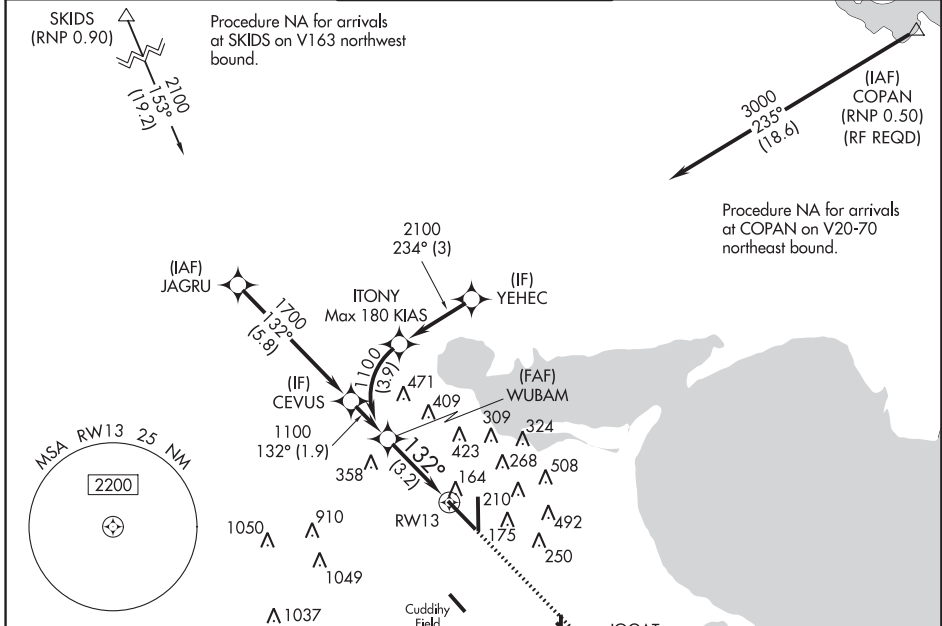 SKIDS
(RNP 0.90)
Procedure NA for arrivals
at SKIDS on V163 northwest
bound.
2100
153°
(19.2)
(IAF)
COPAN
(RNP 0.50)
(RF REQD)
3000
235°
(18.6)
Procedure NA for arrivals
at COPAN on V20-70
northeast bound.
2100
234° (3)
(IAF)
JAGRU
(IF)
YEHEC
ITONY
Max 180 KIAS
1700
132°
(5.8)
1100
(3.9)
(IF)
CEVUS
(FAF)
WUBAM
471
409
309
324
1100
132° (1.9)
423
268
508
358
132°
(3.2)
164
210
492
RW13
175
250
MSA RW13 25 NM
2200
1050
910
1049
1037
Cuddihy
Field